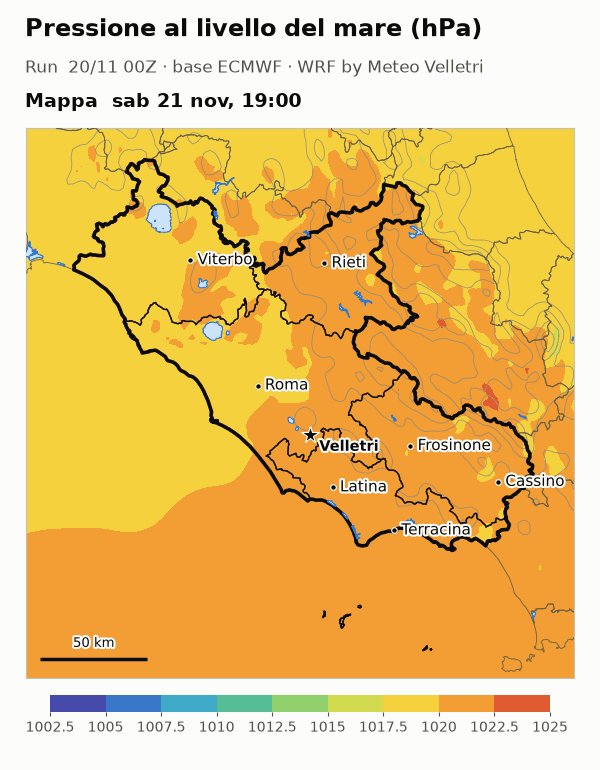 Pressione al livello del mare (hPa)
Run  20/11 00Z · base ECMWF · WRF by Meteo Velletri
Mappa  sab 21 nov, 19:00
Viterbo
Rieti
Roma
Velletri
Frosinone
Cassino
Latina
Terracina
50 km
1002.5 1005 1007.5 1010 1012.5 1015 1017.5 1020 1022.5 1025